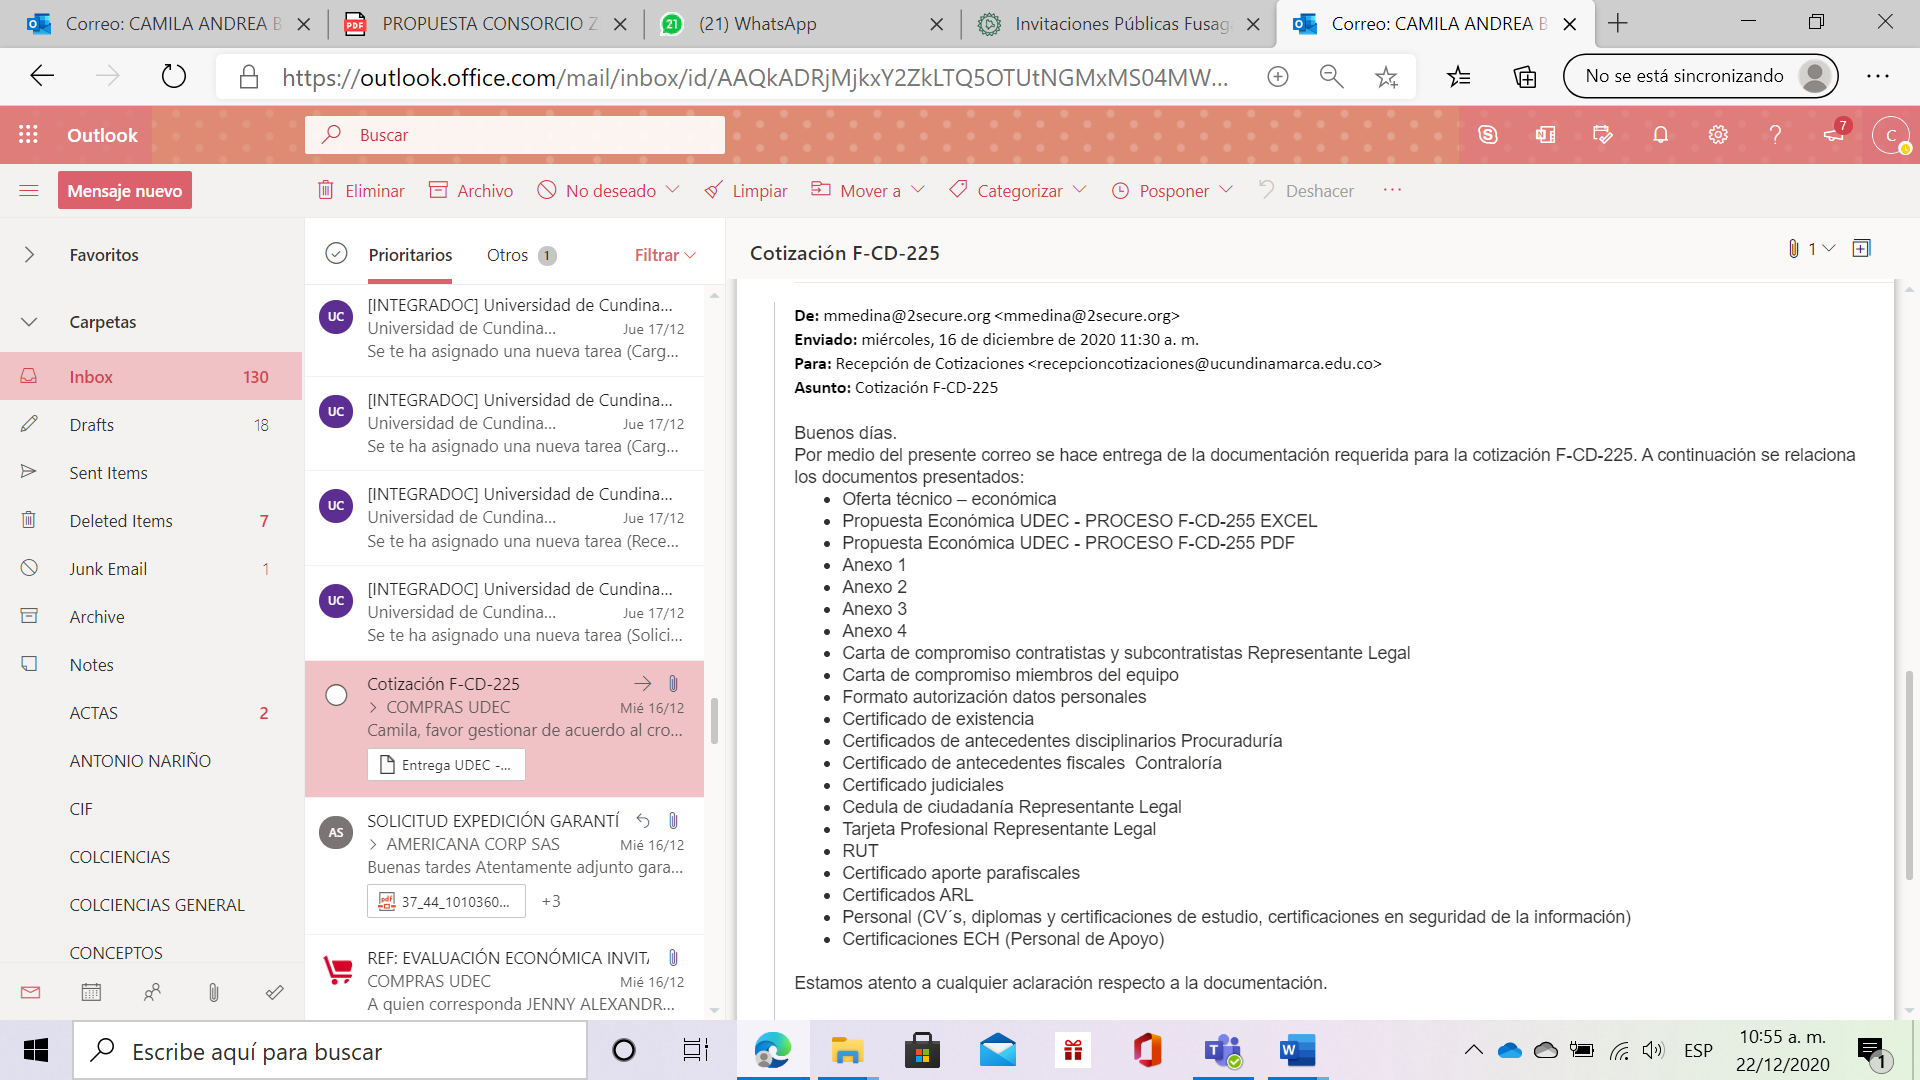 Correo: CAMILA ANDREA B
PROPUESTA CONSORCIO Z
(21) WhatsApp
Invitaciones Públicas Fusag
Correo: CAMILA ANDREA B
https://outlook.office.com/mail/inbox/id/AAQkADRjMjkxY2ZkLTQ5OTUtNGMxMS04MW...
No se está sincronizando
Outlook
Buscar
7
C
Mensaje nuevo
Eliminar
Archivo
No deseado
Limpiar
Mover a
Categorizar
Posponer
Deshacer
Favoritos
Carpetas
Inbox 130
Drafts 18
Sent Items
Deleted Items 7
Junk Email 1
Archive
Notes
ACTAS 2
ANTONIO NARIÑO
CIF
COLCIENCIAS
COLCIENCIAS GENERAL
CONCEPTOS
Prioritarios
Otros 1
Filtrar
UC
[INTEGRADOC] Universidad de Cundina...
Universidad de Cundina... Jue 17/12
Se te ha asignado una nueva tarea (Carg...
UC
[INTEGRADOC] Universidad de Cundina...
Universidad de Cundina... Jue 17/12
Se te ha asignado una nueva tarea (Carg...
UC
[INTEGRADOC] Universidad de Cundina...
Universidad de Cundina... Jue 17/12
Se te ha asignado una nueva tarea (Rece...
UC
[INTEGRADOC] Universidad de Cundina...
Universidad de Cundina... Jue 17/12
Se te ha asignado una nueva tarea (Solici...
Cotización F-CD-225
COMPRAS UDEC Mié 16/12
Camila, favor gestionar de acuerdo al cro...
Entrega UDEC -...
AS
SOLICITUD EXPEDICIÓN GARANTÍ
AMERICANA CORP SAS Mié 16/12
Buenas tardes Atentamente adjunto gara...
pdf 37_44_1010360... +3
REF: EVALUACIÓN ECONÓMICA INVIT
COMPRAS UDEC Mié 16/12
A quien corresponda JENNY ALEXANDR...
Cotización F-CD-225
1
De: mmedina@2secure.org <mmedina@2secure.org>
Enviado: miércoles, 16 de diciembre de 2020 11:30 a. m.
Para: Recepción de Cotizaciones <recepcioncotizaciones@ucundinamarca.edu.co>
Asunto: Cotización F-CD-225
Buenos días.
Por medio del presente correo se hace entrega de la documentación requerida para la cotización F-CD-225. A continuación se relaciona
los documentos presentados:
• Oferta técnico – económica
• Propuesta Económica UDEC - PROCESO F-CD-255 EXCEL
• Propuesta Económica UDEC - PROCESO F-CD-255 PDF
• Anexo 1
• Anexo 2
• Anexo 3
• Anexo 4
• Carta de compromiso contratistas y subcontratistas Representante Legal
• Carta de compromiso miembros del equipo
• Formato autorización datos personales
• Certificado de existencia
• Certificados de antecedentes disciplinarios Procuraduría
• Certificado de antecedentes fiscales  Contraloría
• Certificado judiciales
• Cedula de ciudadanía Representante Legal
• Tarjeta Profesional Representante Legal
• RUT
• Certificado aporte parafiscales
• Certificados ARL
• Personal (CV´s, diplomas y certificaciones de estudio, certificaciones en seguridad de la información)
• Certificaciones ECH (Personal de Apoyo)
Estamos atento a cualquier aclaración respecto a la documentación.
Escribe aquí para buscar
ESP
10:55 a. m.
22/12/2020
1